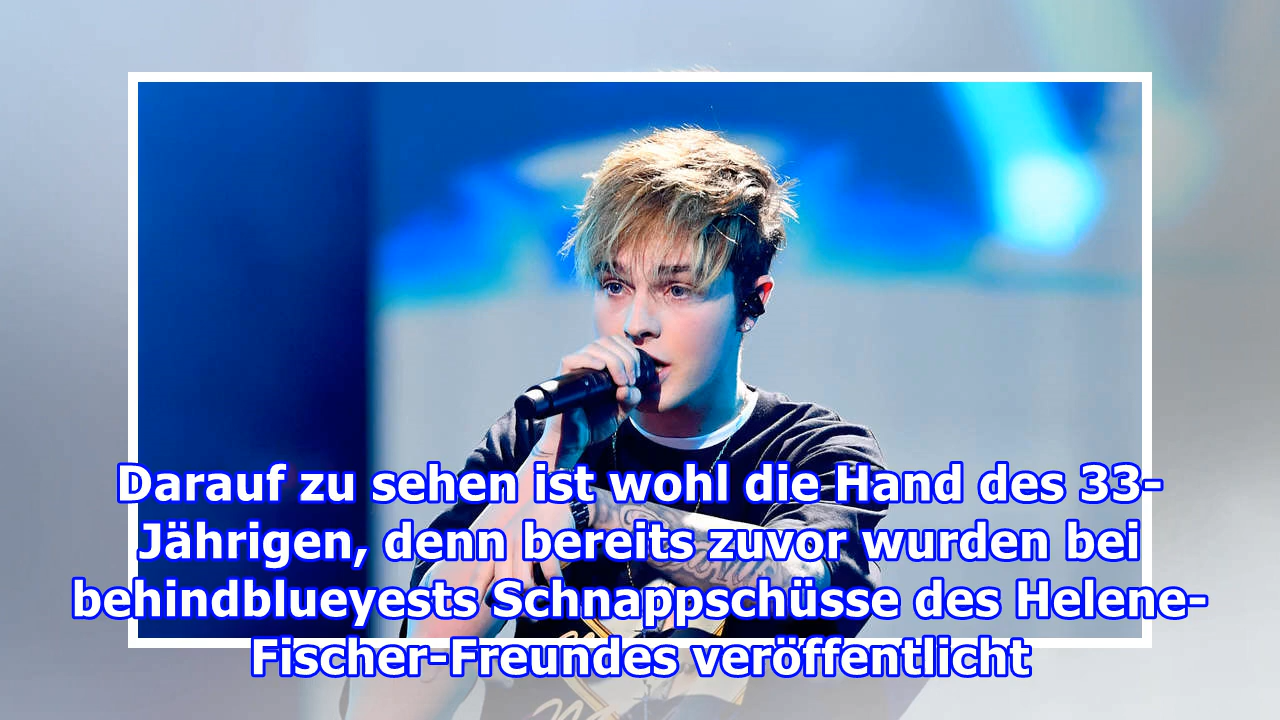 Darauf zu sehen ist wohl die Hand des 33-
Jährigen, denn bereits zuvor wurden bei
behindblueyests Schnappschüsse des Helene-
Fischer-Freundes veröffentlicht